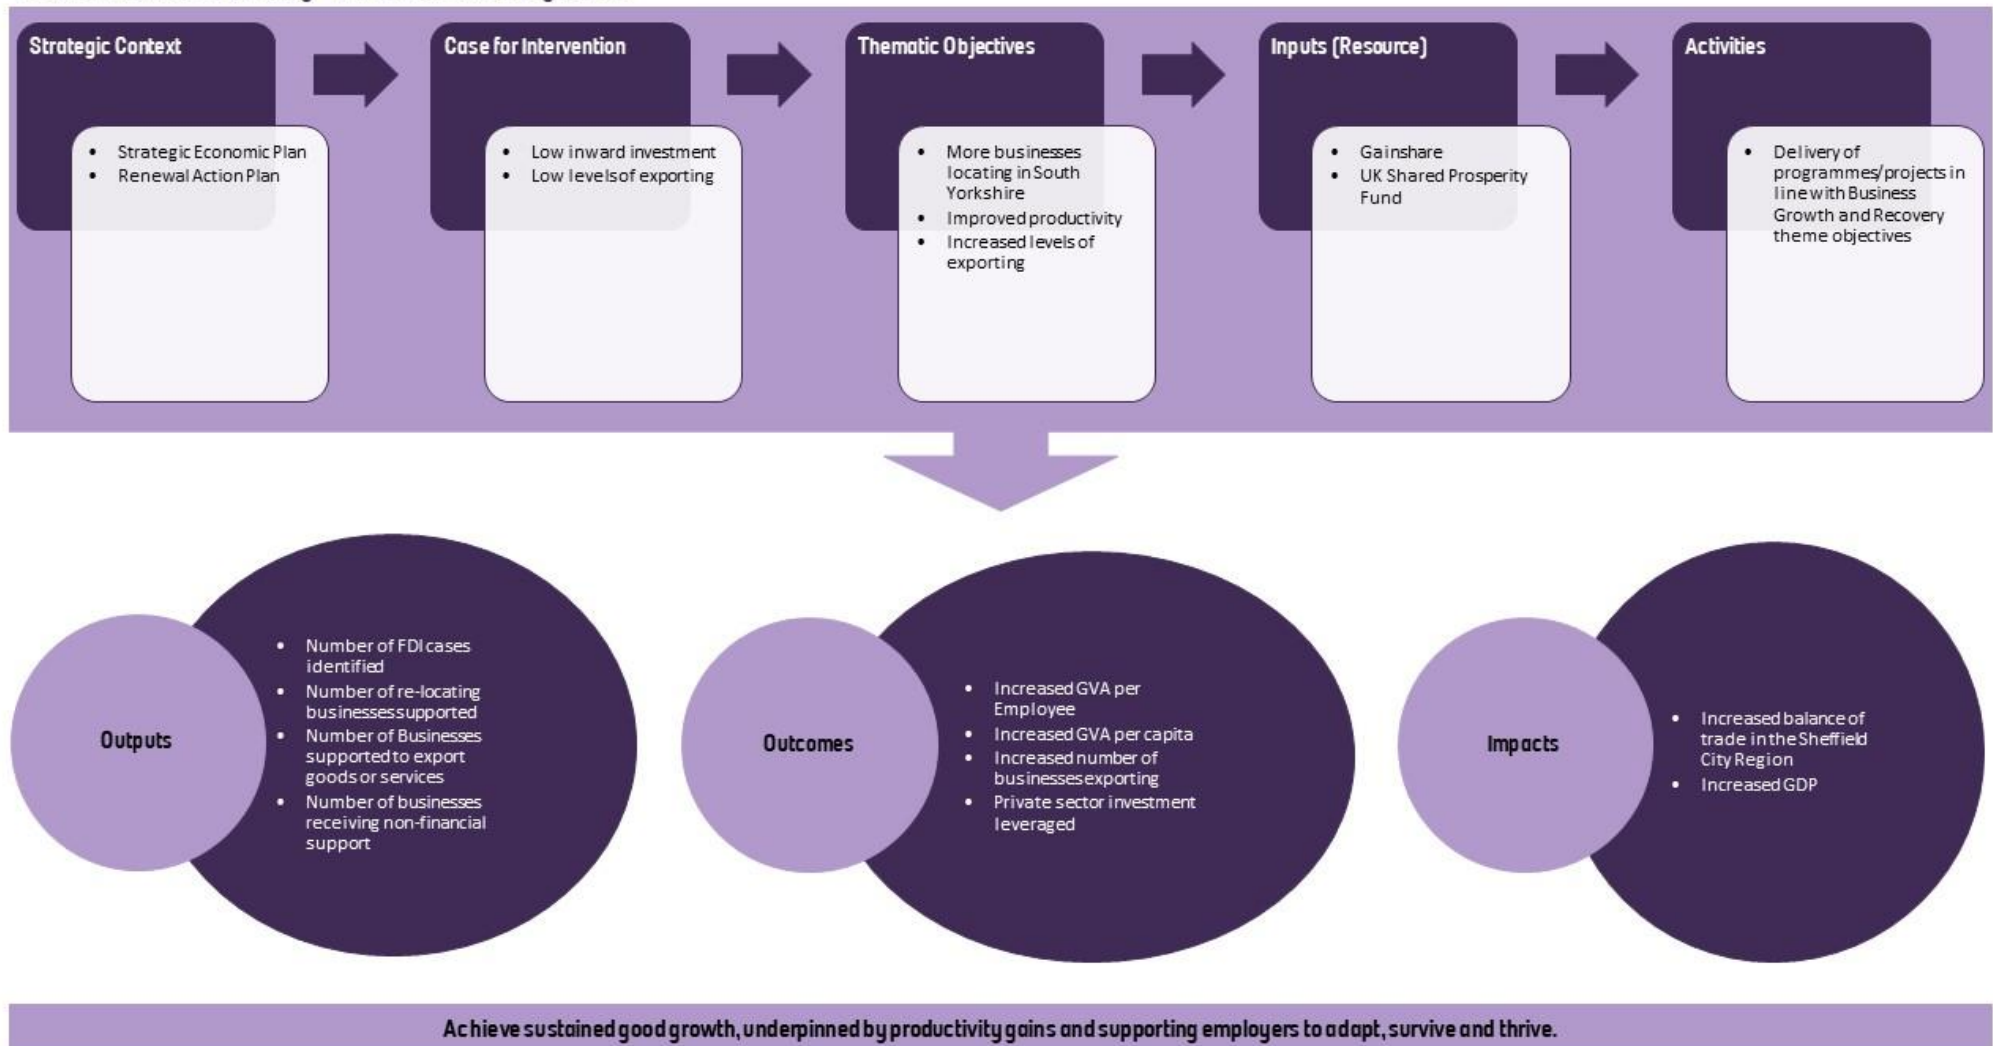 Strategic Context
Case for Intervention
Thematic Objectives
Inputs (Resource)
Activities
• Strategic Economic Plan
• Renewal Action Plan
• Low inward investment
• Low levels of exporting
• More businesses
locating in South
Yorkshire
• Improved productivity
• Increased levels of
exporting
• Gainshare
• UK Shared Prosperity
Fund
• Delivery of
programmes/projects in
line with Business
Growth and Recovery
theme objectives
Outputs
• Number of FDI cases
identified
• Number of re-locating
businesses supported
• Number of Businesses
supported to export
goods or services
• Number of businesses
receiving non-financial
support
Outcomes
• Increased GVA per
Employee
• Increased GVA per capita
• Increased number of
businesses exporting
• Private sector investment
leveraged
Impacts
• Increased balance of
trade in the Sheffield
City Region
• Increased GDP
Achieve sustained good growth, underpinned by productivity gains and supporting employers to adapt, survive and thrive.